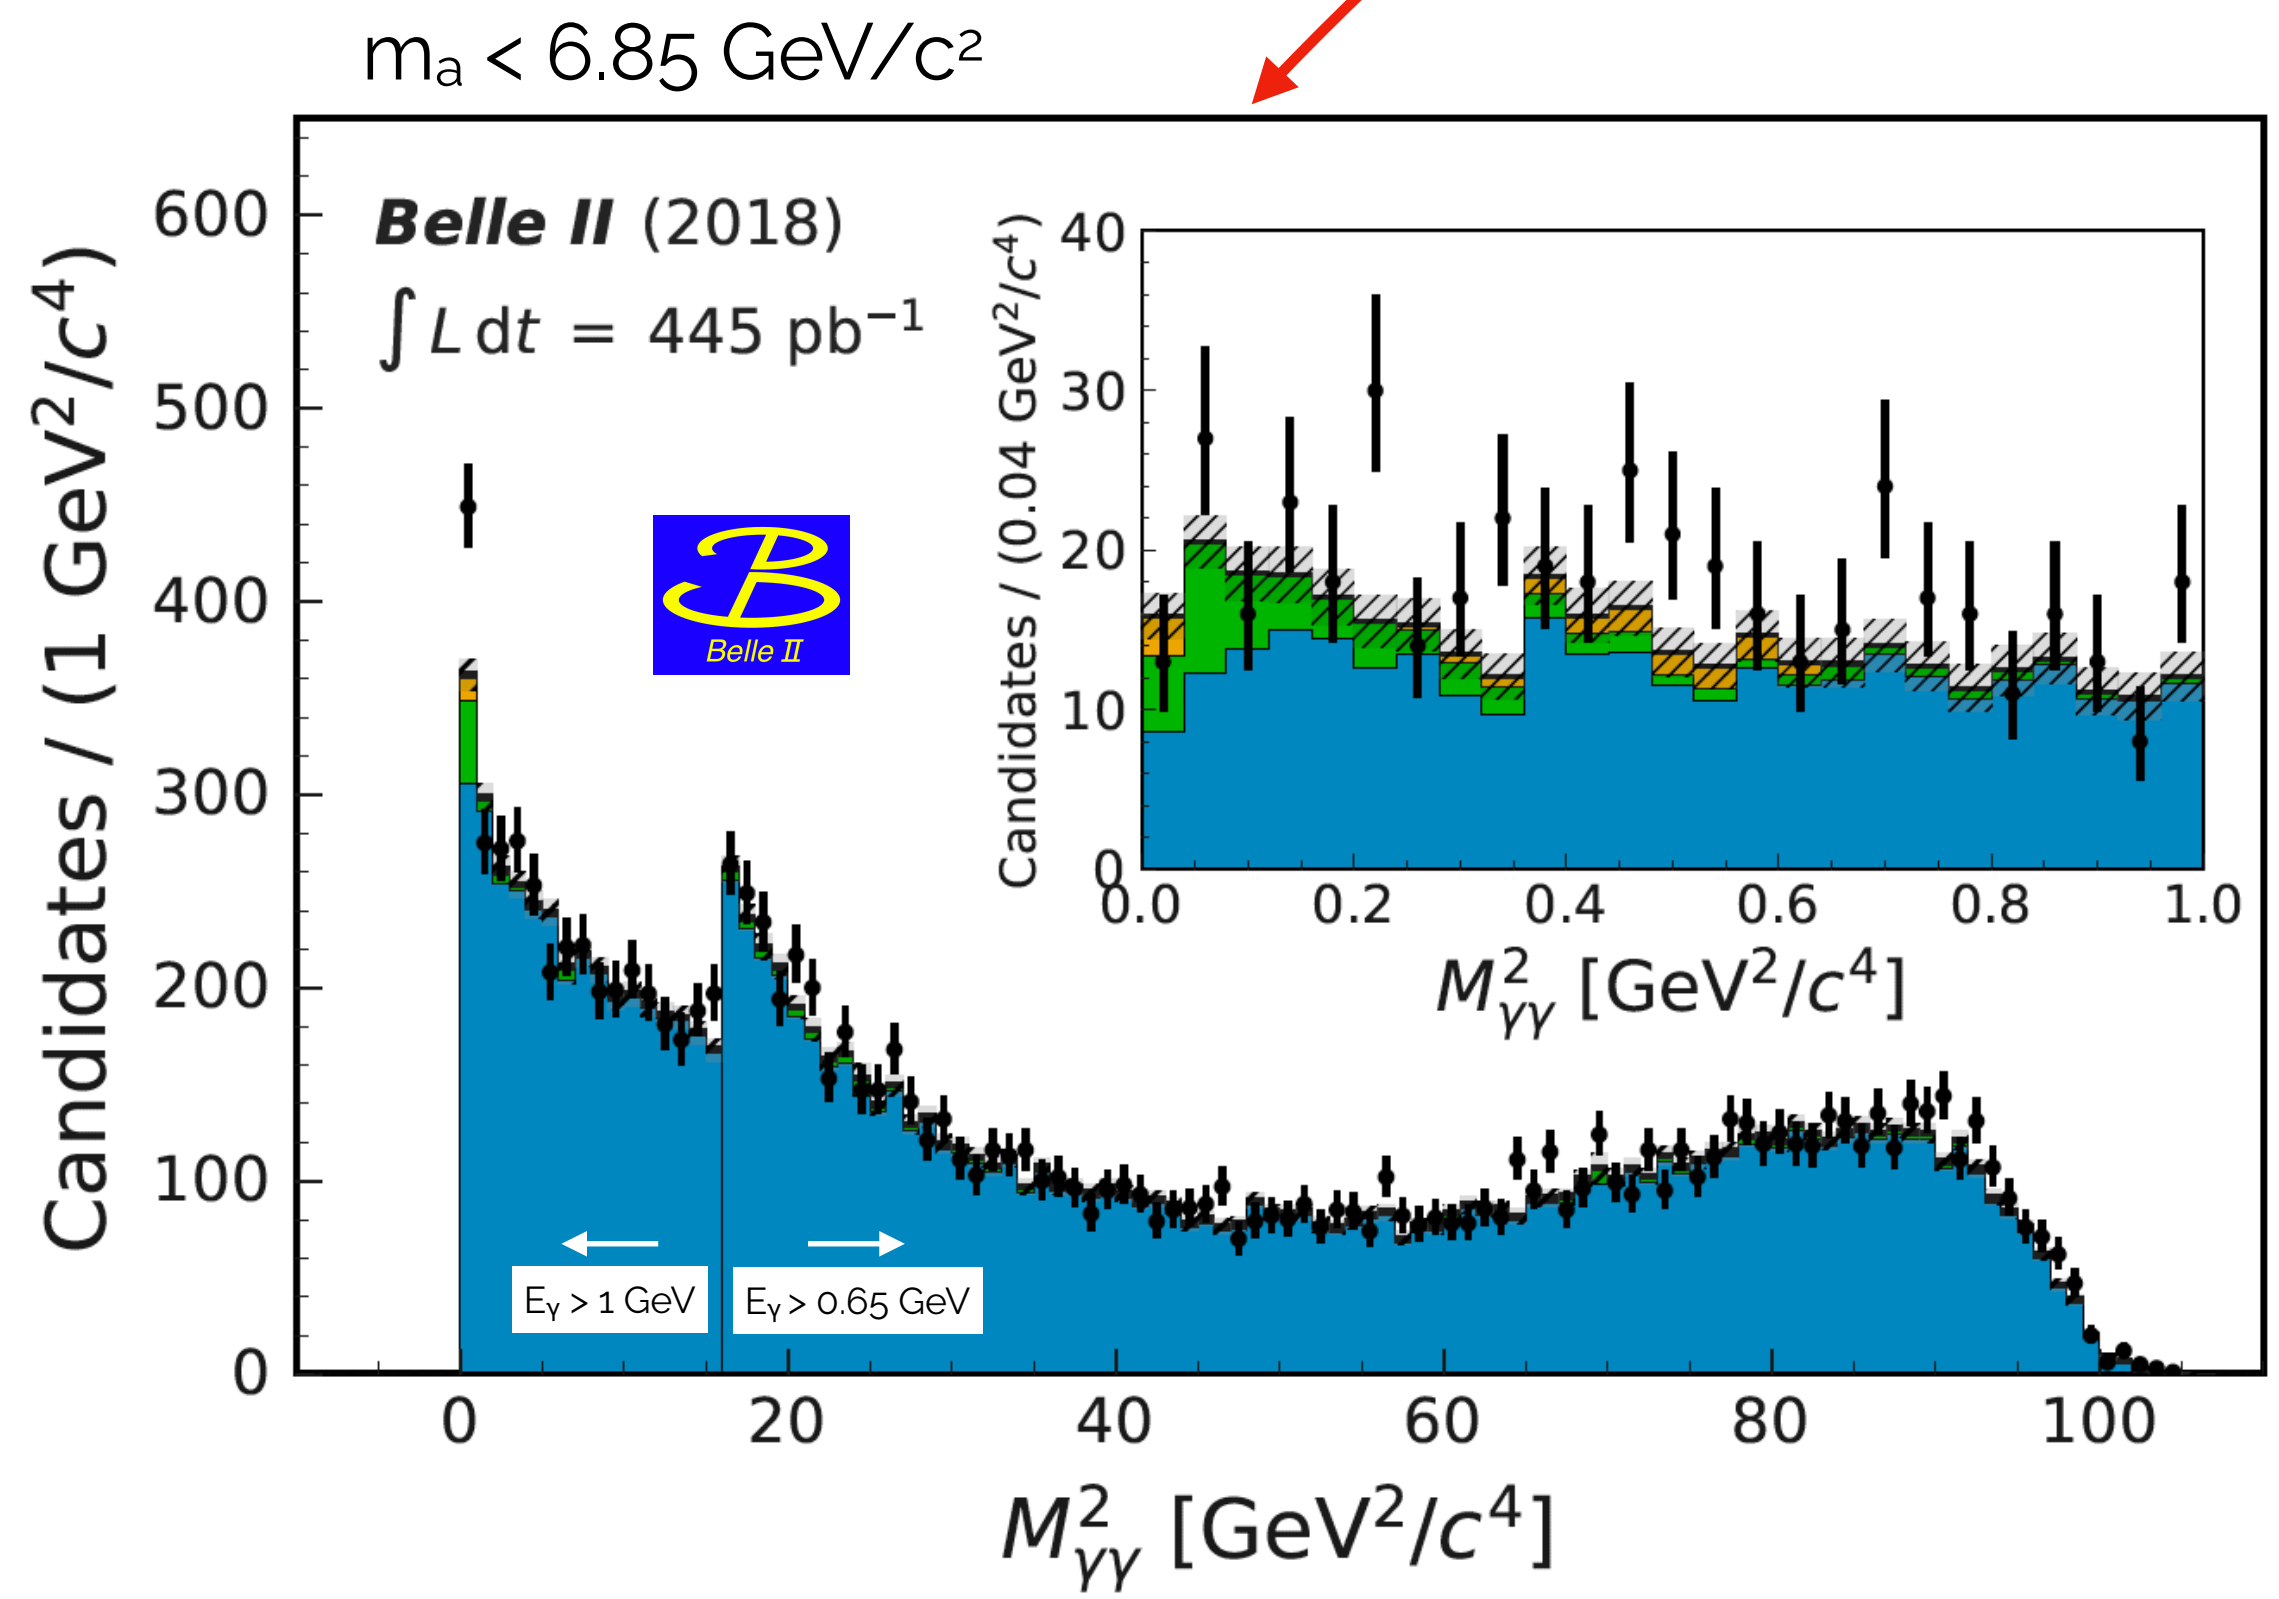 mₐ < 6.85 GeV/c²
Candidates / (1 GeV²/c⁴)
600
500
400
300
200
100
0
Belle II (2018)
∫L dt = 445 pb⁻¹
Belle II
Candidates / (0.04 GeV²/c⁴)
40
30
20
10
0
0.0 0.2 0.4 0.6 0.8 1.0
M²γγ [GeV²/c⁴]
Eγ > 1 GeV
Eγ > 0.65 GeV
0 20 40 60 80 100
M²γγ [GeV²/c⁴]